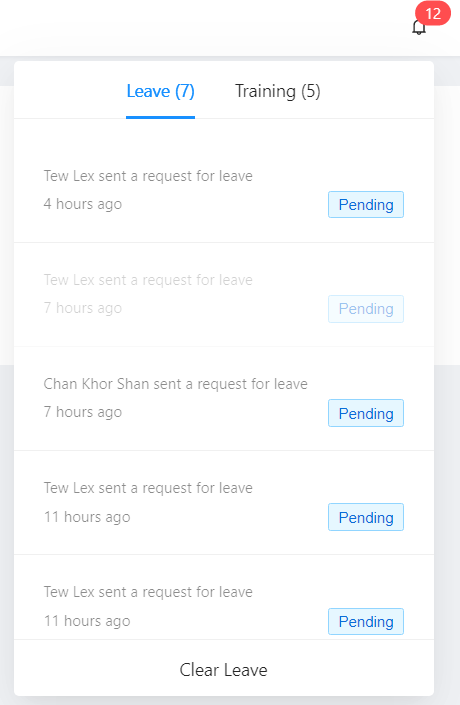 12
Leave (7) Training (5)
Tew Lex sent a request for leave
4 hours ago Pending
Tew Lex sent a request for leave
7 hours ago Pending
Chan Khor Shan sent a request for leave
7 hours ago Pending
Tew Lex sent a request for leave
11 hours ago Pending
Tew Lex sent a request for leave
11 hours ago Pending
Clear Leave